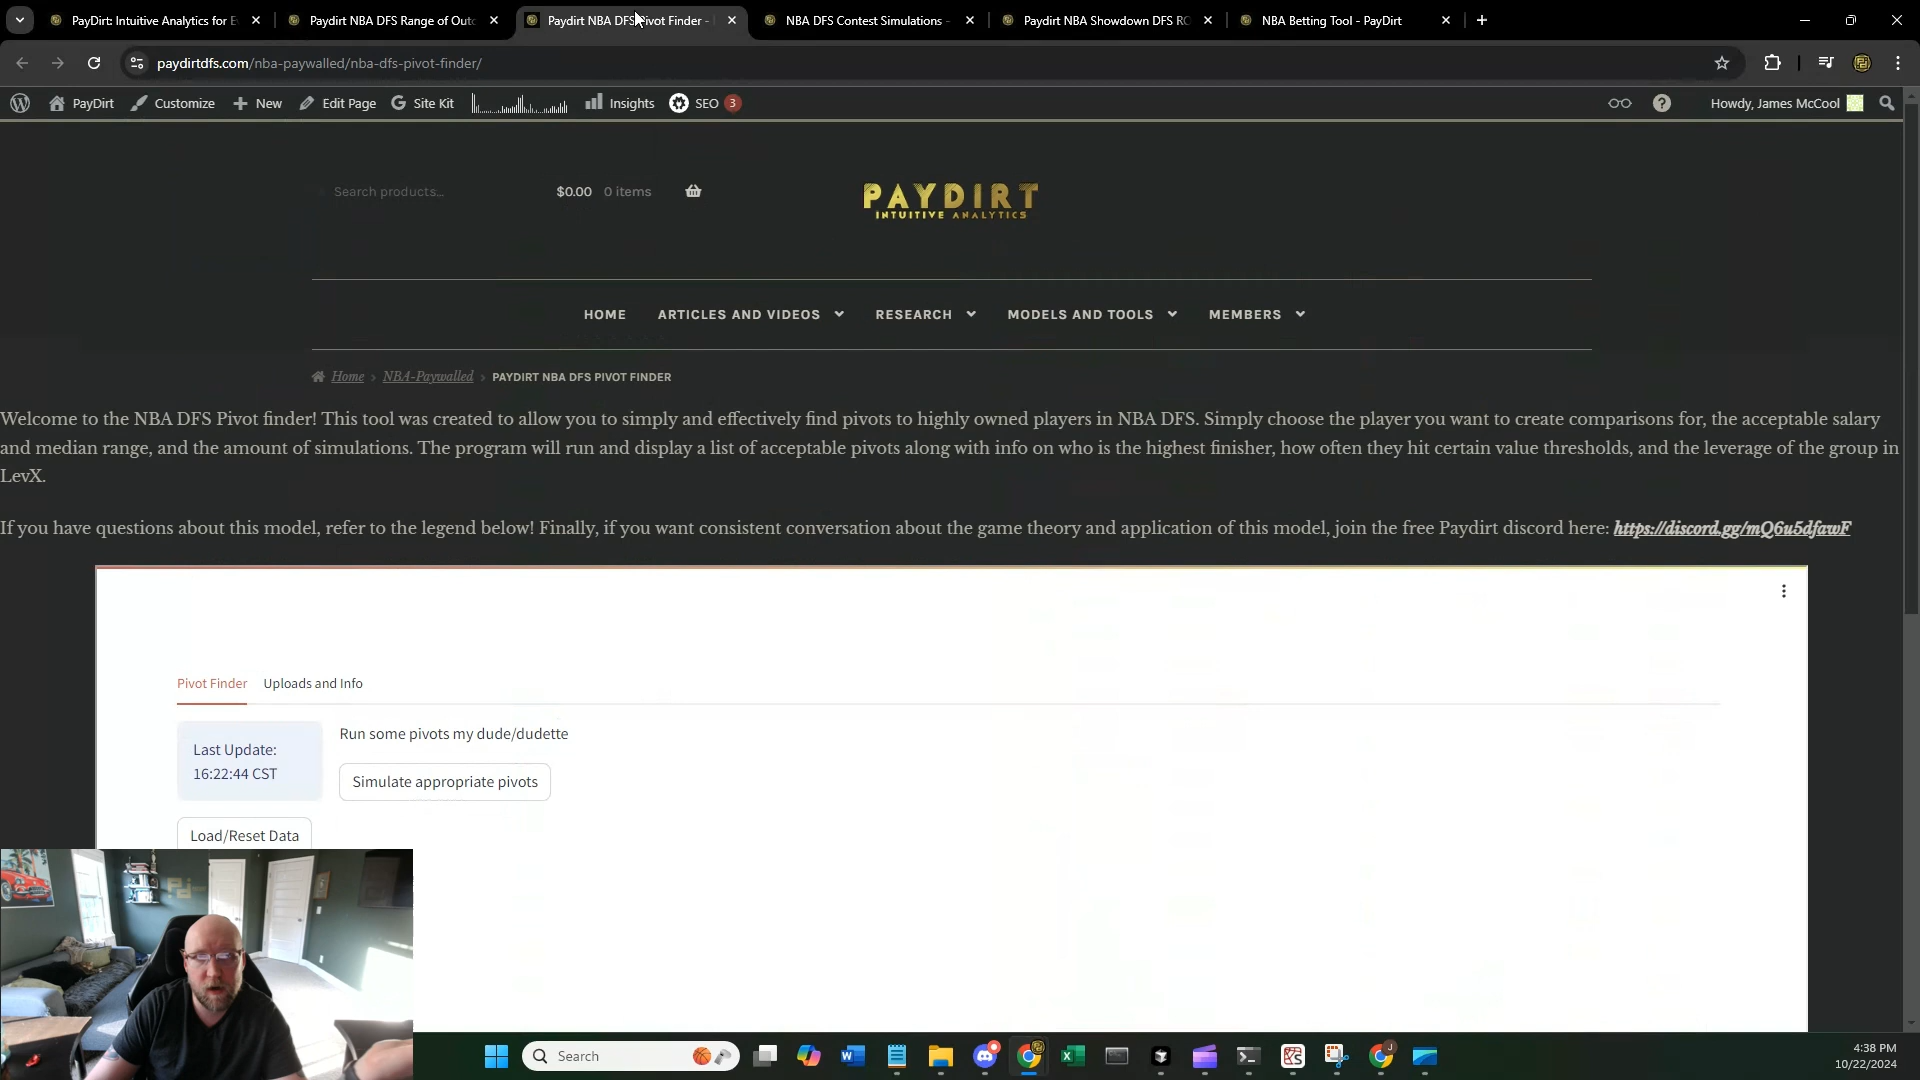 PayDirt: Intuitive Analytics for E
Paydirt NBA DFS Range of Outc
Paydirt NBA DFS Pivot Finder -
NBA DFS Contest Simulations -
Paydirt NBA Showdown DFS RO
NBA Betting Tool - PayDirt
paydirtdfs.com/nba-paywalled/nba-dfs-pivot-finder/
PayDirt
Customize
New
Edit Page
Site Kit
Insights
SEO 3
Howdy, James McCool
Search products...
$0.00 0 items
PAYDIRT
INTUITIVE ANALYTICS
HOME
ARTICLES AND VIDEOS
RESEARCH
MODELS AND TOOLS
MEMBERS
Home › NBA-Paywalled › PAYDIRT NBA DFS PIVOT FINDER
Welcome to the NBA DFS Pivot finder! This tool was created to allow you to simply and effectively find pivots to highly owned players in NBA DFS. Simply choose the player you want to create comparisons for, the acceptable salary
and median range, and the amount of simulations. The program will run and display a list of acceptable pivots along with info on who is the highest finisher, how often they hit certain value thresholds, and the leverage of the group in
LevX.
If you have questions about this model, refer to the legend below! Finally, if you want consistent conversation about the game theory and application of this model, join the free Paydirt discord here: https://discord.gg/mQ6u5dfawF
Pivot Finder
Uploads and Info
Last Update:
16:22:44 CST
Run some pivots my dude/dudette
Simulate appropriate pivots
Load/Reset Data
Search
4:38 PM
10/22/2024